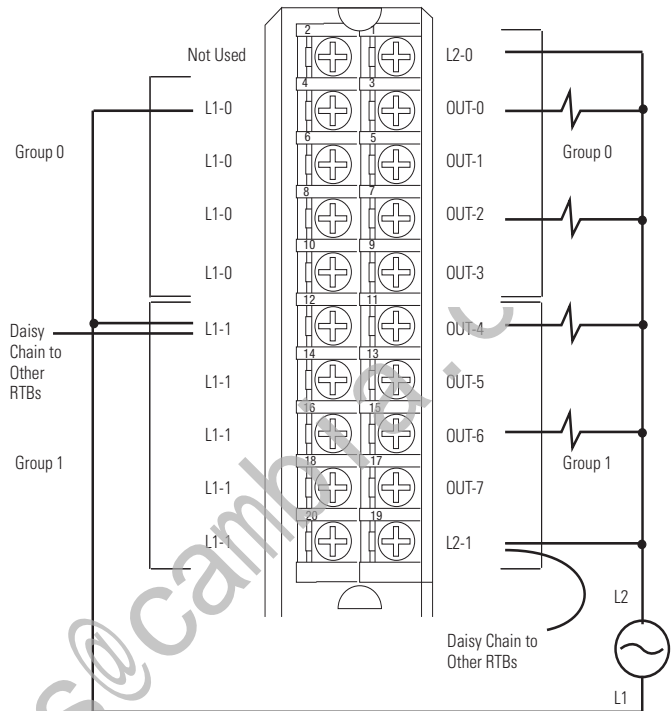 2 1
Not Used L2-0
4 3
L1-0 OUT-0
6 5
Group 0 L1-0 OUT-1 Group 0
8 7
L1-0 OUT-2
10 9
L1-0 OUT-3
12 11
Daisy
Chain to
Other
RTBs
L1-1 OUT-4
14 13
L1-1 OUT-5
16 15
L1-1 OUT-6
Group 1 Group 1
18 17
L1-1 OUT-7
20 19
L1-1 L2-1
L2
Daisy Chain to
Other RTBs
L1
s@cambia.c